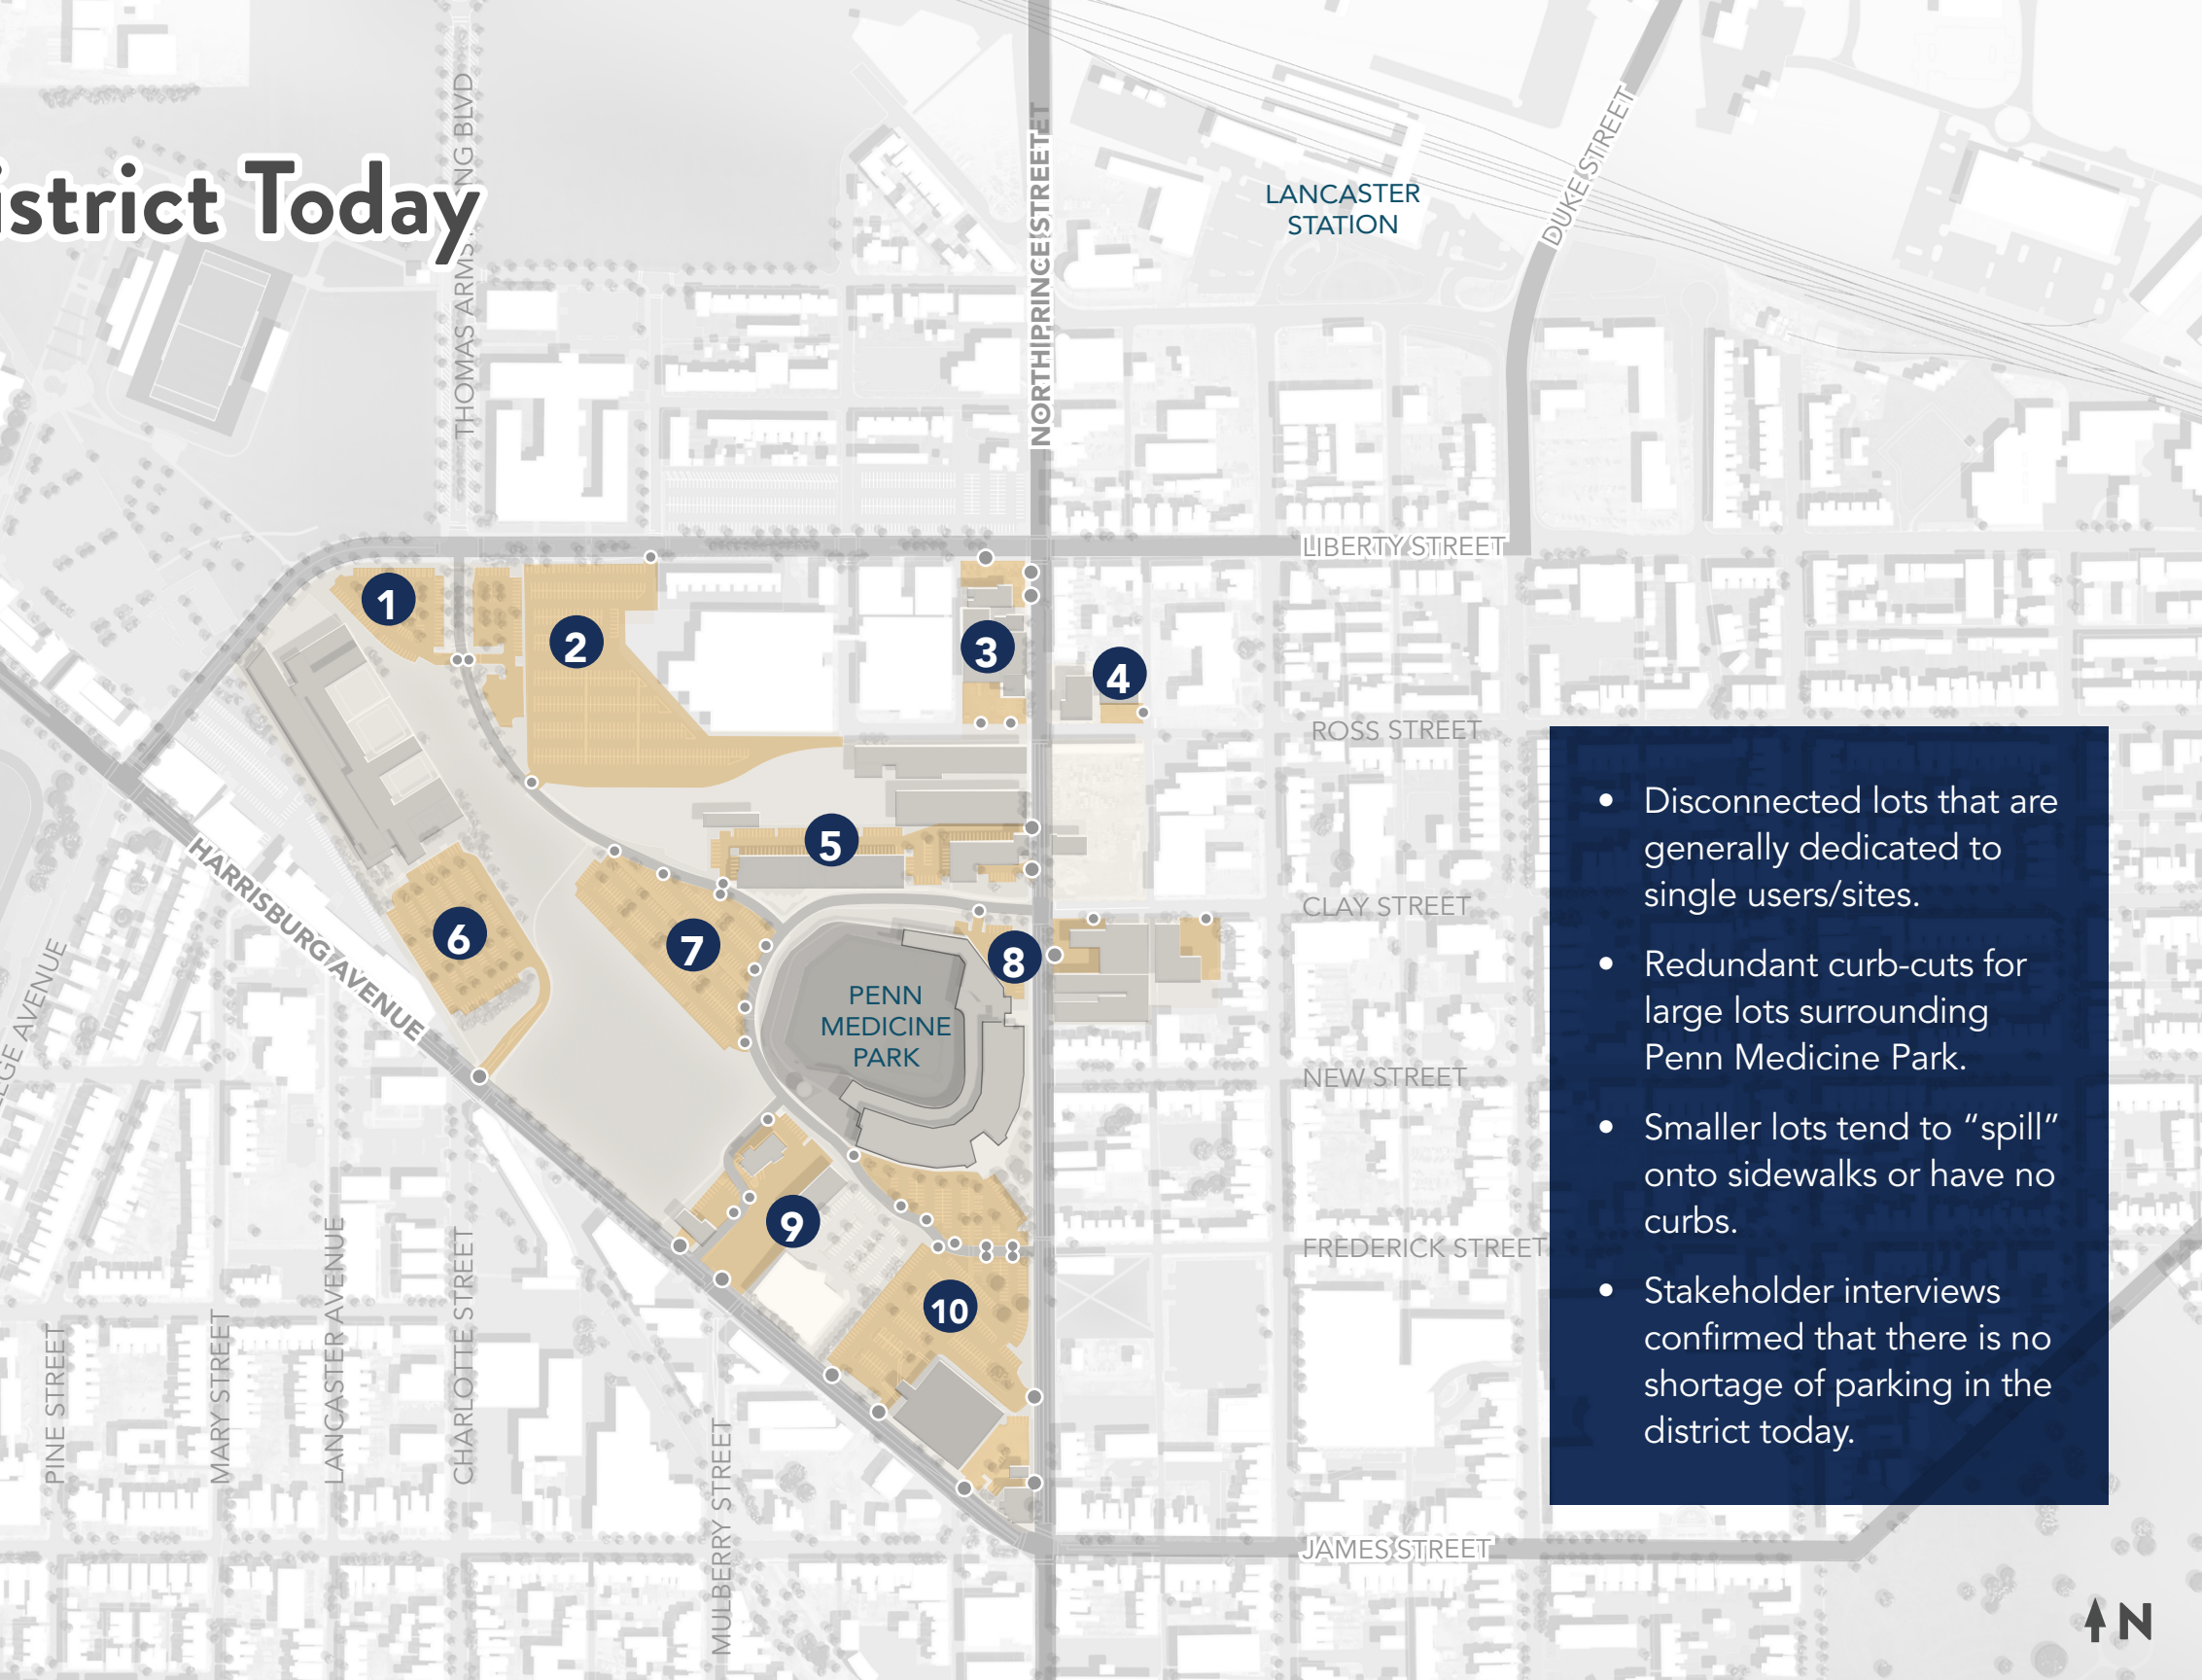 istrict Today
THOMAS ARMS NG BLVD
NORTH PRINCE STREET
LANCASTER
STATION
DUKE STREET
LIBERTY STREET
1
2
3
4
ROSS STREET
5
CLAY STREET
6
7
8
HARRISBURG AVENUE
EGE AVENUE
PENN
MEDICINE
PARK
NEW STREET
9
FREDERICK STREET
10
PINE STREET
MARY STREET
LANCASTER AVENUE
CHARLOTTE STREET
MULBERRY STREET
JAMES STREET
• Disconnected lots that are
generally dedicated to
single users/sites.
• Redundant curb-cuts for
large lots surrounding
Penn Medicine Park.
• Smaller lots tend to “spill”
onto sidewalks or have no
curbs.
• Stakeholder interviews
confirmed that there is no
shortage of parking in the
district today.
N